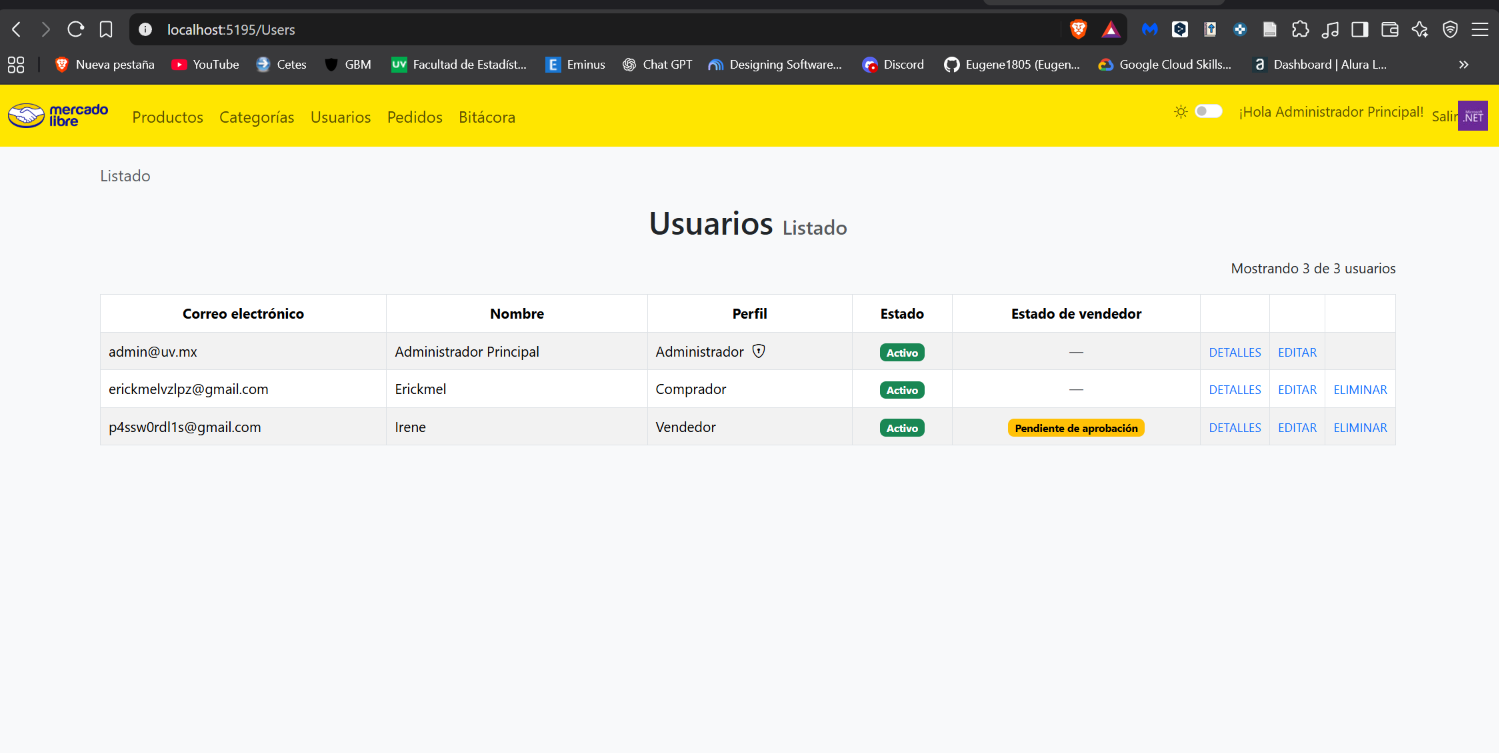 localhost:5195/Users
Nueva pestaña YouTube Cetes GBM UV Facultad de Estadíst... E Eminus Chat GPT Designing Software... Discord Eugene1805 (Eugen... Google Cloud Skills... a Dashboard | Alura L... »
mercado libre Productos Categorías Usuarios Pedidos Bitácora ¡Hola Administrador Principal! Salir .NET
Listado
Usuarios Listado
Mostrando 3 de 3 usuarios
Correo electrónico Nombre Perfil Estado Estado de vendedor
admin@uv.mx Administrador Principal Administrador Activo — DETALLES EDITAR
erickmelvzlpz@gmail.com Erickmel Comprador Activo — DETALLES EDITAR ELIMINAR
p4ssw0rdl1s@gmail.com Irene Vendedor Activo Pendiente de aprobación DETALLES EDITAR ELIMINAR